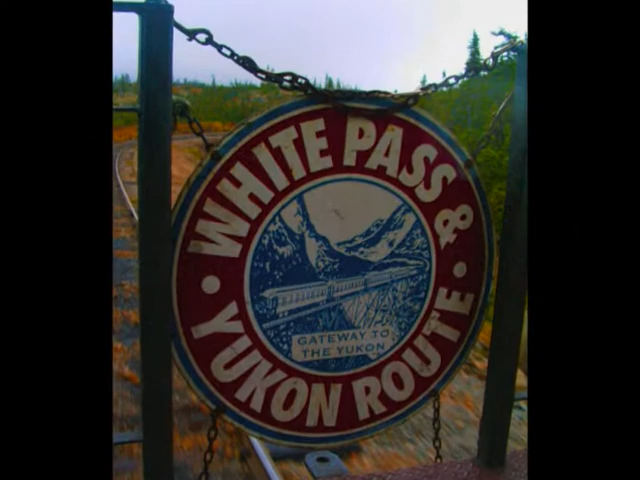 WHITE PASS &
YUKON ROUTE
GATEWAY TO
THE YUKON